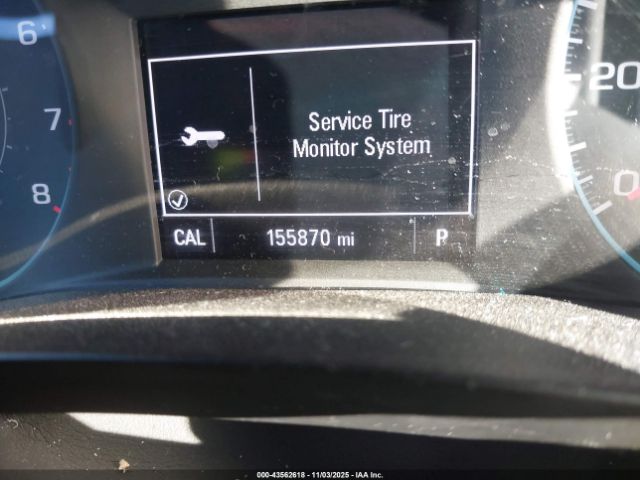 6
7
8
Service Tire
Monitor System
CAL 155870 mi P
20
0
000-43562618 - 11/03/2025 - IAA Inc.